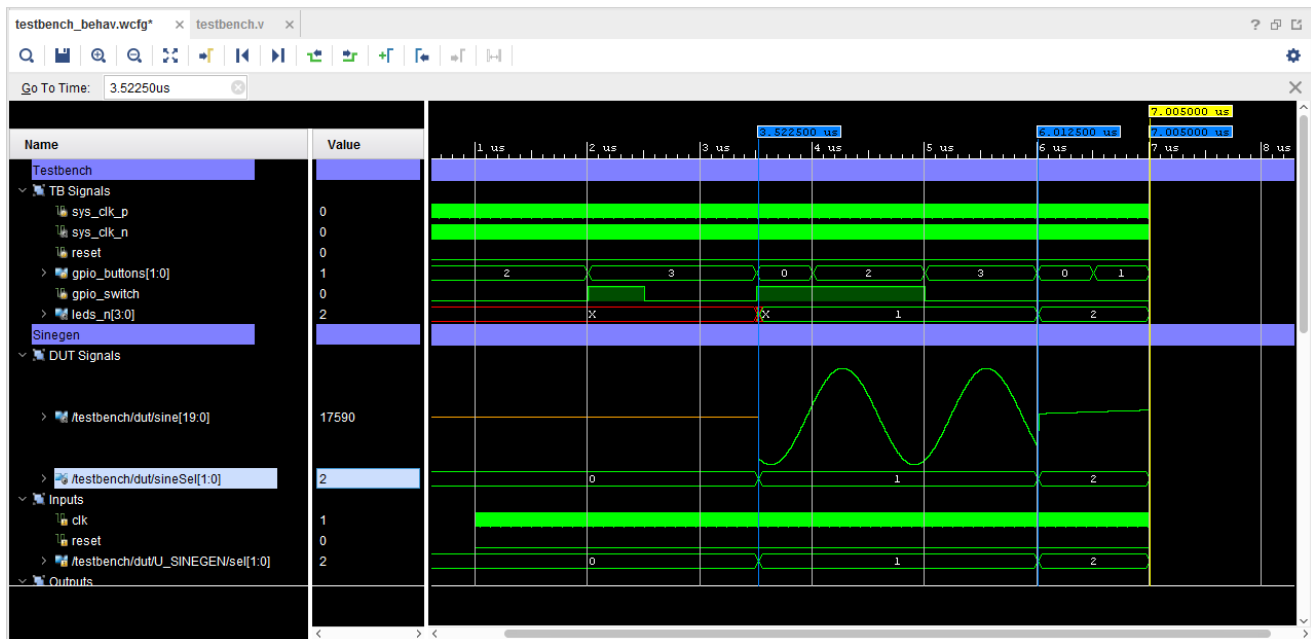 testbench_behav.wcfg* × testbench.v ×
?
Go To Time: 3.52250us
7.005000 us
3.522500 us 6.012500 us 7.005000 us
Name Value 1 us 2 us 3 us 4 us 5 us 6 us 7 us 8 us
Testbench
TB Signals
sys_clk_p 0
sys_clk_n 0
reset 0
gpio_buttons[1:0] 1 2 3 0 2 3 0 1
gpio_switch 0
leds_n[3:0] 2 X X 1 2
Sinegen
DUT Signals
/testbench/dut/sine[19:0] 17590
/testbench/dut/sineSel[1:0] 2 0 1 2
Inputs
clk 1
reset 0
/testbench/dut/U_SINEGEN/sel[1:0] 2 0 1 2
Outputs